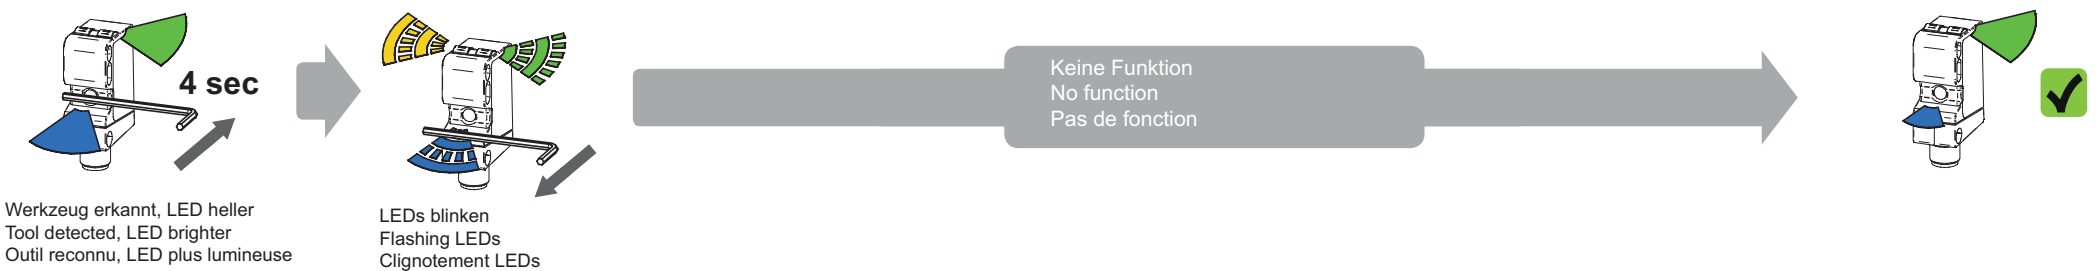 4 sec
Werkzeug erkannt, LED heller
Tool detected, LED brighter
Outil reconnu, LED plus lumineuse
LEDs blinken
Flashing LEDs
Clignotement LEDs
Keine Funktion
No function
Pas de fonction